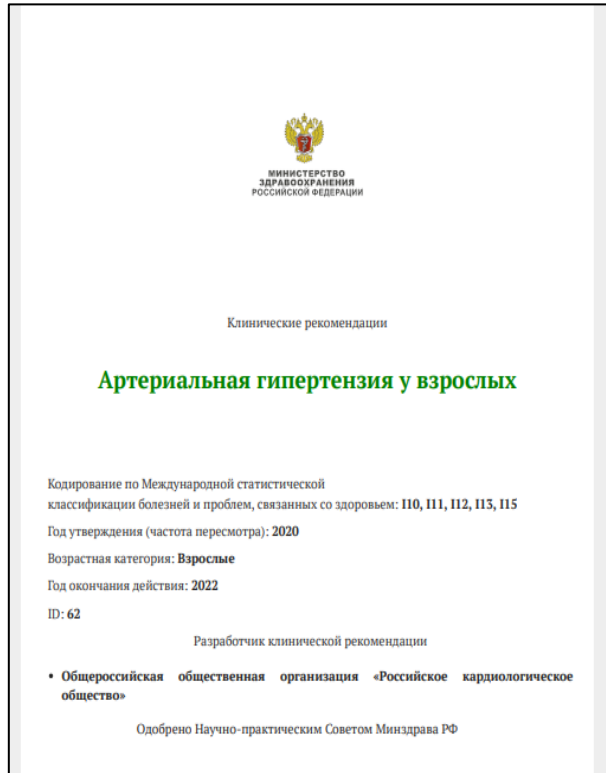 МИНИСТЕРСТВО
ЗДРАВООХРАНЕНИЯ
РОССИЙСКОЙ ФЕДЕРАЦИИ
Клинические рекомендации
Артериальная гипертензия у взрослых
Кодирование по Международной статистической
классификации болезней и проблем, связанных со здоровьем: I10, I11, I12, I13, I15
Год утверждения (частота пересмотра): 2020
Возрастная категория: Взрослые
Год окончания действия: 2022
ID: 62
Разработчик клинической рекомендации
• Общероссийская общественная организация «Российское кардиологическое
общество»
Одобрено Научно-практическим Советом Минздрава РФ